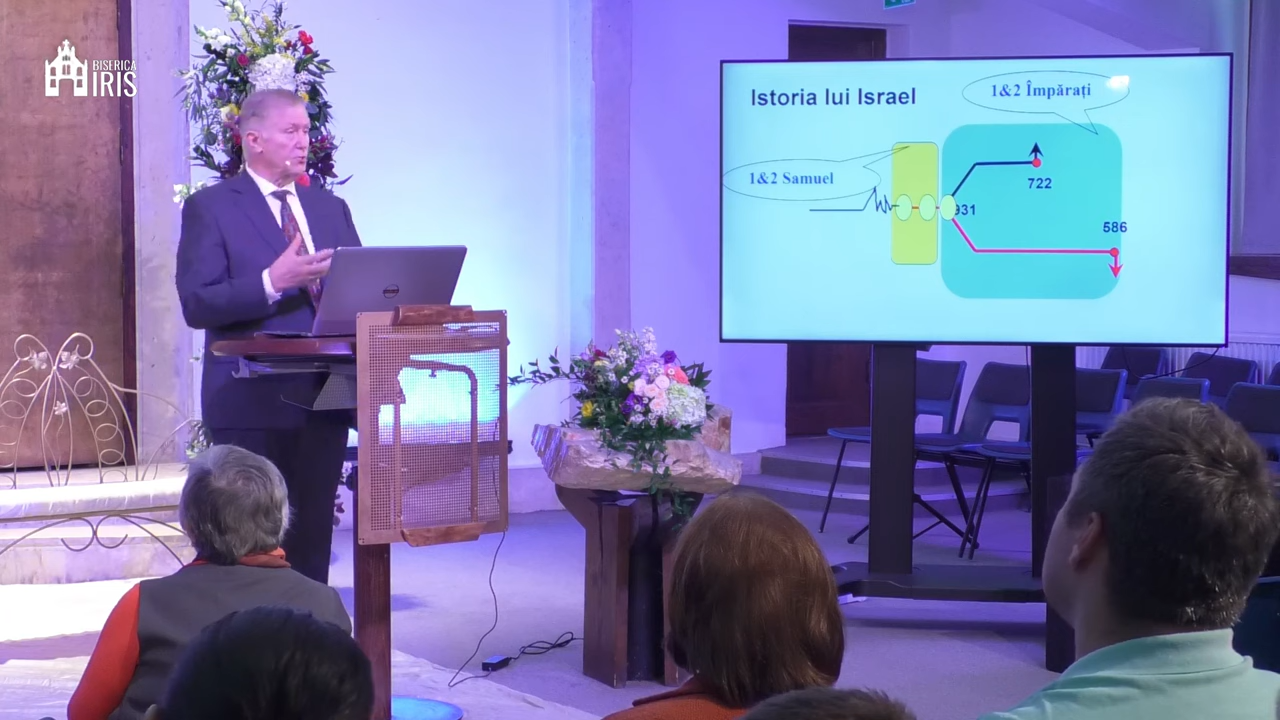 BISERICA
IRIS
Istoria lui Israel
1&2 Împărați
1&2 Samuel
722
931
586